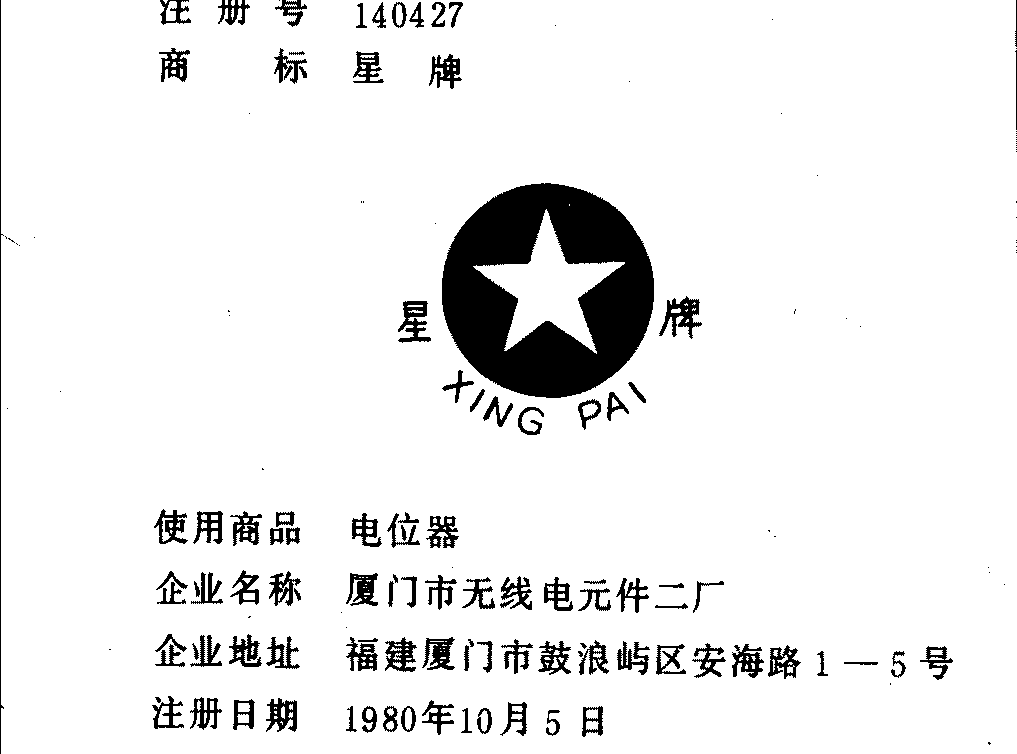 注册号 140427
商标 星牌
星 牌
XING PAI
使用商品 电位器
企业名称 厦门市无线电元件二厂
企业地址 福建厦门市鼓浪屿区安海路1—5号
注册日期 1980年10月5日